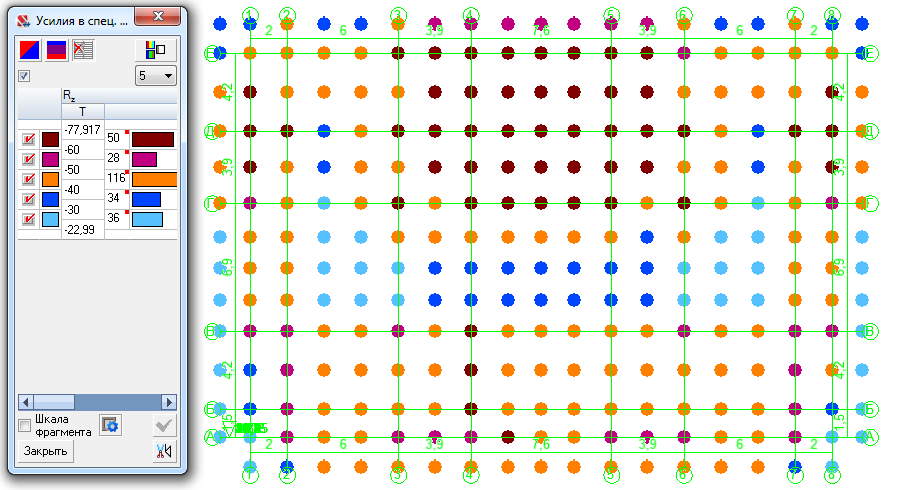 Усилия в спец. ...
5
Rz
Т
-77,917
50
-60
28
-50
116
-40
34
-30
36
-22,99
Шкала
фрагмента
Закрыть
1 2 3 4 5 6 7 8
2 6 3,9 7,6 3,9 6 2
Е Е
4,2 4,2
Д Д
3,9 3,9
Г Г
6,9 6,9
В В
4,2 4,2
Б Б
1,5 1,5
А А
2 6 3,9 7,6 3,9 6 2
1 2 3 4 5 6 7 8